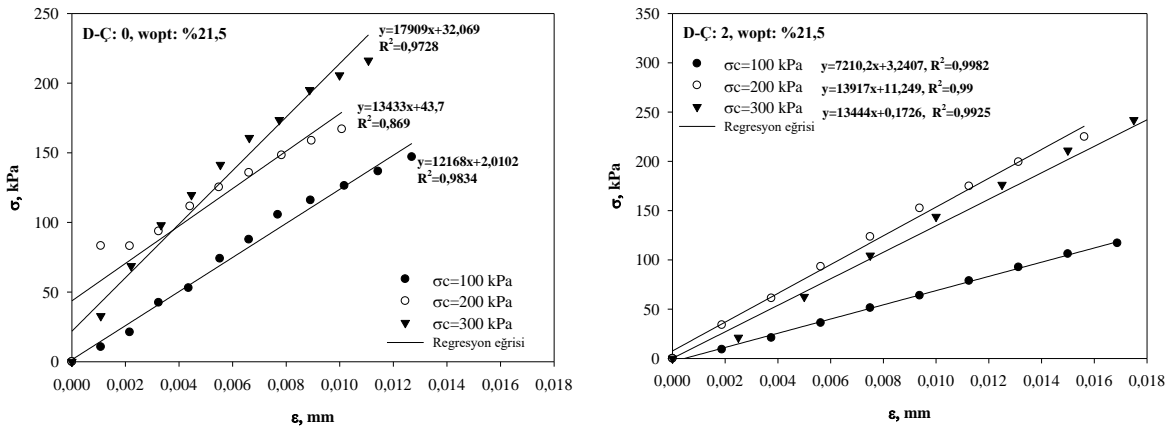 D-Ç: 0, wopt: %21,5
y=17909x+32,069
R²=0,9728
y=13433x+43,7
R²=0,869
y=12168x+2,0102
R²=0,9834
σc=100 kPa
σc=200 kPa
σc=300 kPa
Regresyon eğrisi
σ, kPa
250
200
150
100
50
0
0,000 0,002 0,004 0,006 0,008 0,010 0,012 0,014 0,016 0,018
ε, mm
D-Ç: 2, wopt: %21,5
σc=100 kPa y=7210,2x+3,2407, R²=0,9982
σc=200 kPa y=13917x+11,249, R²=0,99
σc=300 kPa y=13444x+0,1726, R²=0,9925
Regresyon eğrisi
σ, kPa
350
300
250
200
150
100
50
0
0,000 0,002 0,004 0,006 0,008 0,010 0,012 0,014 0,016 0,018
ε, mm